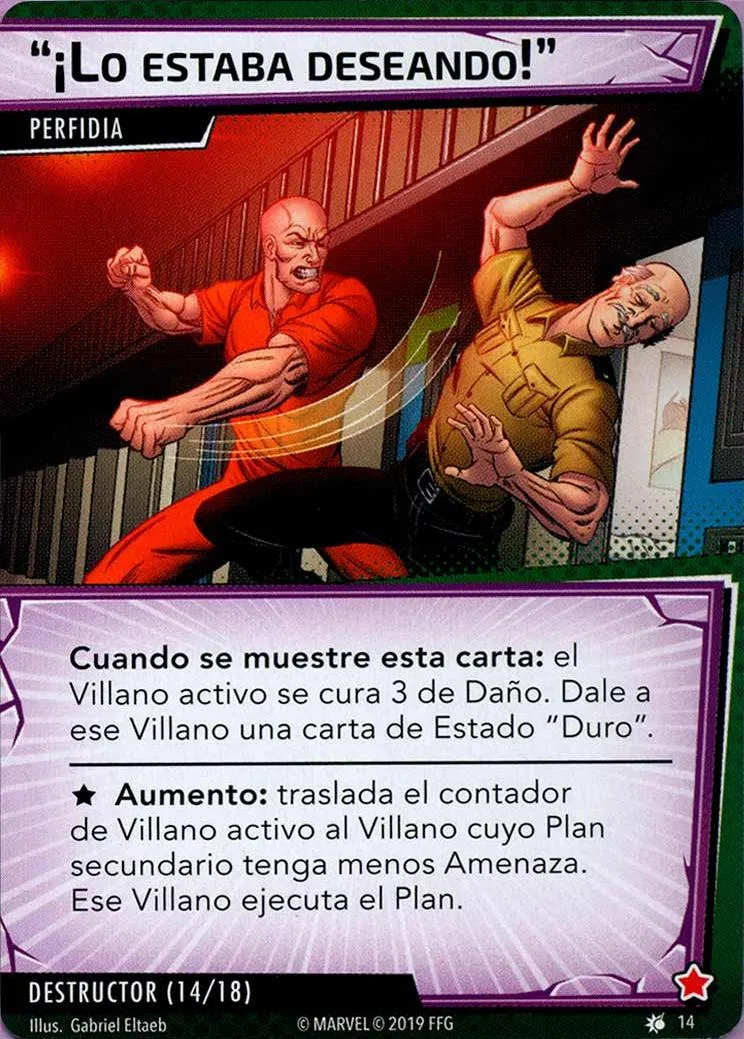 “¡LO ESTABA DESEANDO!”
PERFIDIA
Cuando se muestre esta carta: el
Villano activo se cura 3 de Daño. Dale a
ese Villano una carta de Estado “Duro”.
★ Aumento: traslada el contador
de Villano activo al Villano cuyo Plan
secundario tenga menos Amenaza.
Ese Villano ejecuta el Plan.
DESTRUCTOR (14/18)
Illus. Gabriel Eltaeb
© MARVEL © 2019 FFG
14